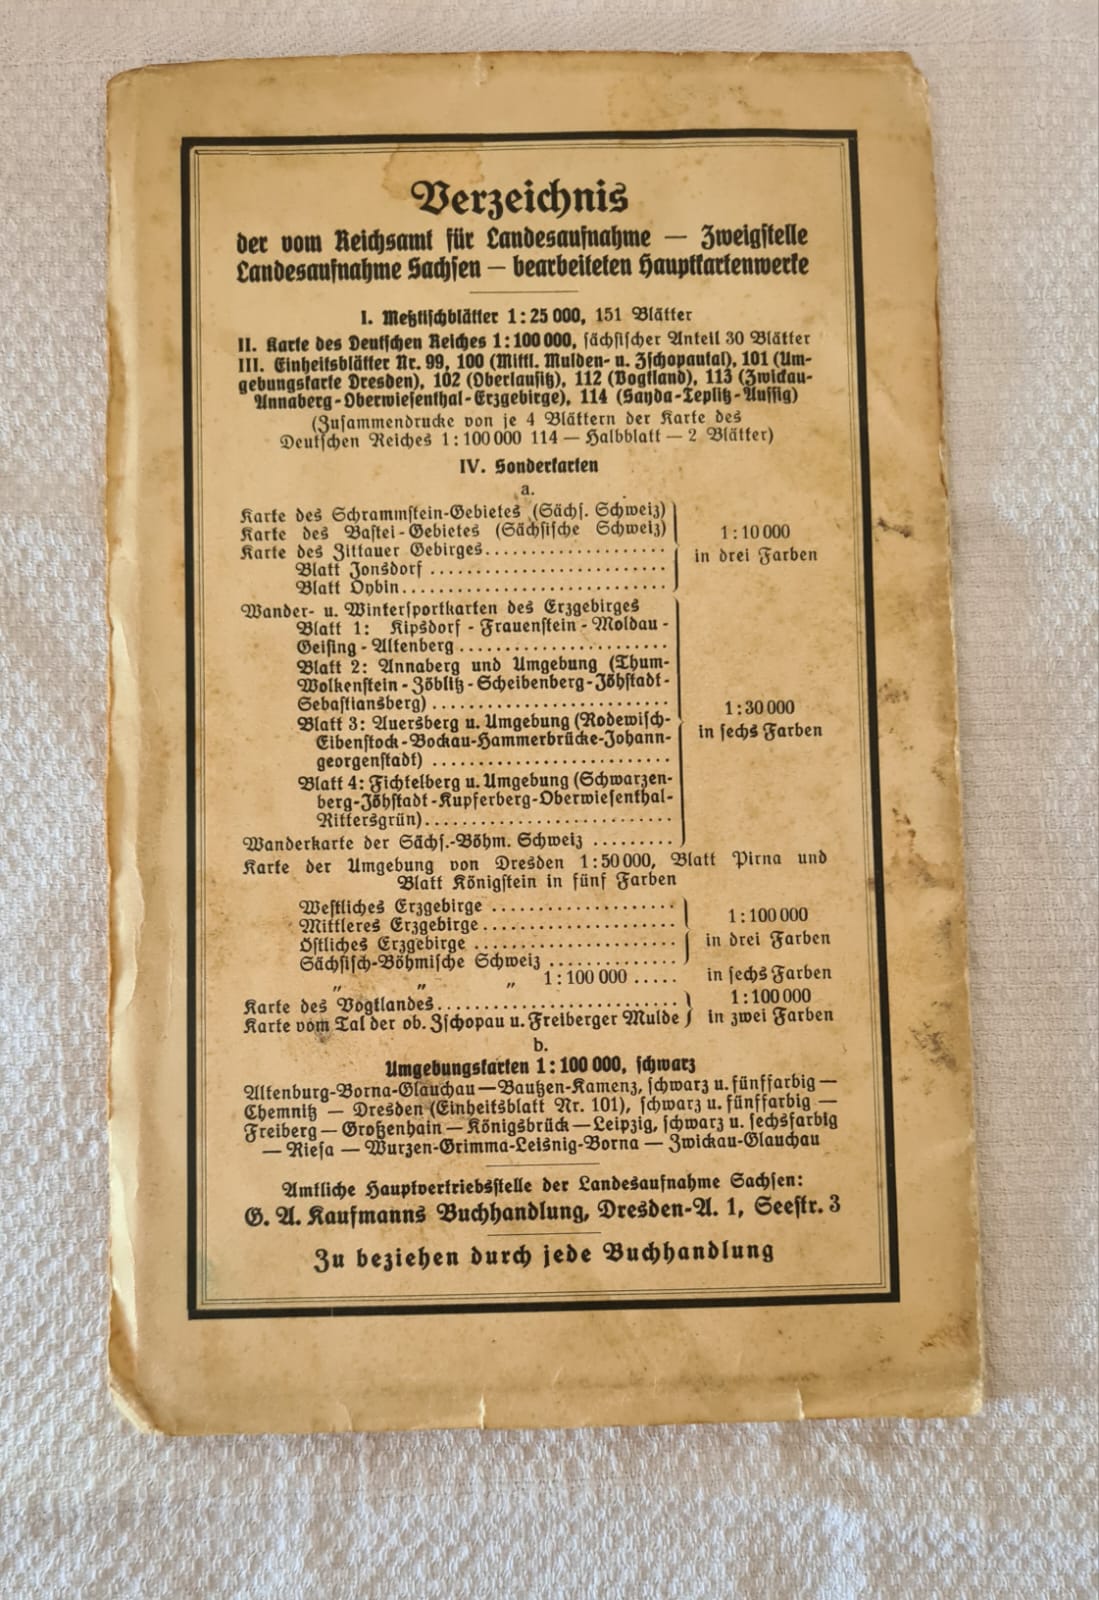 Verzeichnis
der vom Reichsamt für Landesaufnahme — Zweigstelle
Landesaufnahme Sachsen — bearbeiteten Hauptkartenwerke
I. Meßtischblätter 1:25 000, 151 Blätter
II. Karte des Deutschen Reiches 1:100 000, sächsischer Anteil 30 Blätter
III. Einheitsblätter Nr. 99, 100 (Mittl. Mulden- u. Zschopautal), 101 (Um-
gebungskarte Dresden), 102 (Oberlausitz), 112 (Vogtland), 113 (Zwickau-
Annaberg-Oberwiesenthal-Erzgebirge), 114 (Sayda-Teplitz-Aussig)
(Zusammendrucke von je 4 Blättern der Karte des
Deutschen Reiches 1:100 000 114 — Halbblatt — 2 Blätter)
IV. Sonderkarten
a.
Karte des Schrammstein-Gebietes (Sächs. Schweiz)
Karte des Bastei-Gebietes (Sächsische Schweiz)
Karte des Zittauer Gebirges
Blatt Jonsdorf
Blatt Oybin
1:10 000
in drei Farben
Wander- u. Wintersportkarten des Erzgebirges
Blatt 1: Kipsdorf - Frauenstein - Moldau -
Geising - Altenberg
Blatt 2: Annaberg und Umgebung (Thum-
Wolkenstein - Zöblitz - Scheibenberg - Jöhstadt -
Sebastiansberg)
Blatt 3: Auersberg u. Umgebung (Rodewisch-
Eibenstock - Bockau-Hammerbrücke-Johann-
georgenstadt)
Blatt 4: Fichtelberg u. Umgebung (Schwarzen-
berg-Jöhstadt-Kupferberg-Oberwiesenthal-
Rittersgrün)
Wanderkarte der Sächs.-Böhm. Schweiz
1:30 000
in sechs Farben
Karte der Umgebung von Dresden 1:50 000, Blatt Pirna und
Blatt Königstein in fünf Farben
Westliches Erzgebirge
Mittleres Erzgebirge
Östliches Erzgebirge
Sächsisch-Böhmische Schweiz
1:100 000
in drei Farben
" " " 1:100 000 ..... in sechs Farben
Karte des Vogtlandes
Karte vom Tal der ob. Zschopau u. Freiberger Mulde
1:100 000
in zwei Farben
b.
Umgebungskarten 1:100 000, schwarz
Altenburg-Borna-Glauchau — Bautzen-Kamenz, schwarz u. fünffarbig —
Chemnitz — Dresden (Einheitsblatt Nr. 101), schwarz u. fünffarbig —
Freiberg — Großenhain — Königsbrück — Leipzig, schwarz u. sechsfarbig
— Riesa — Wurzen-Grimma-Leisnig-Borna — Zwickau-Glauchau
Amtliche Hauptvertriebsstelle der Landesaufnahme Sachsen:
G. A. Kaufmanns Buchhandlung, Dresden-A. 1, Seestr. 3
Zu beziehen durch jede Buchhandlung